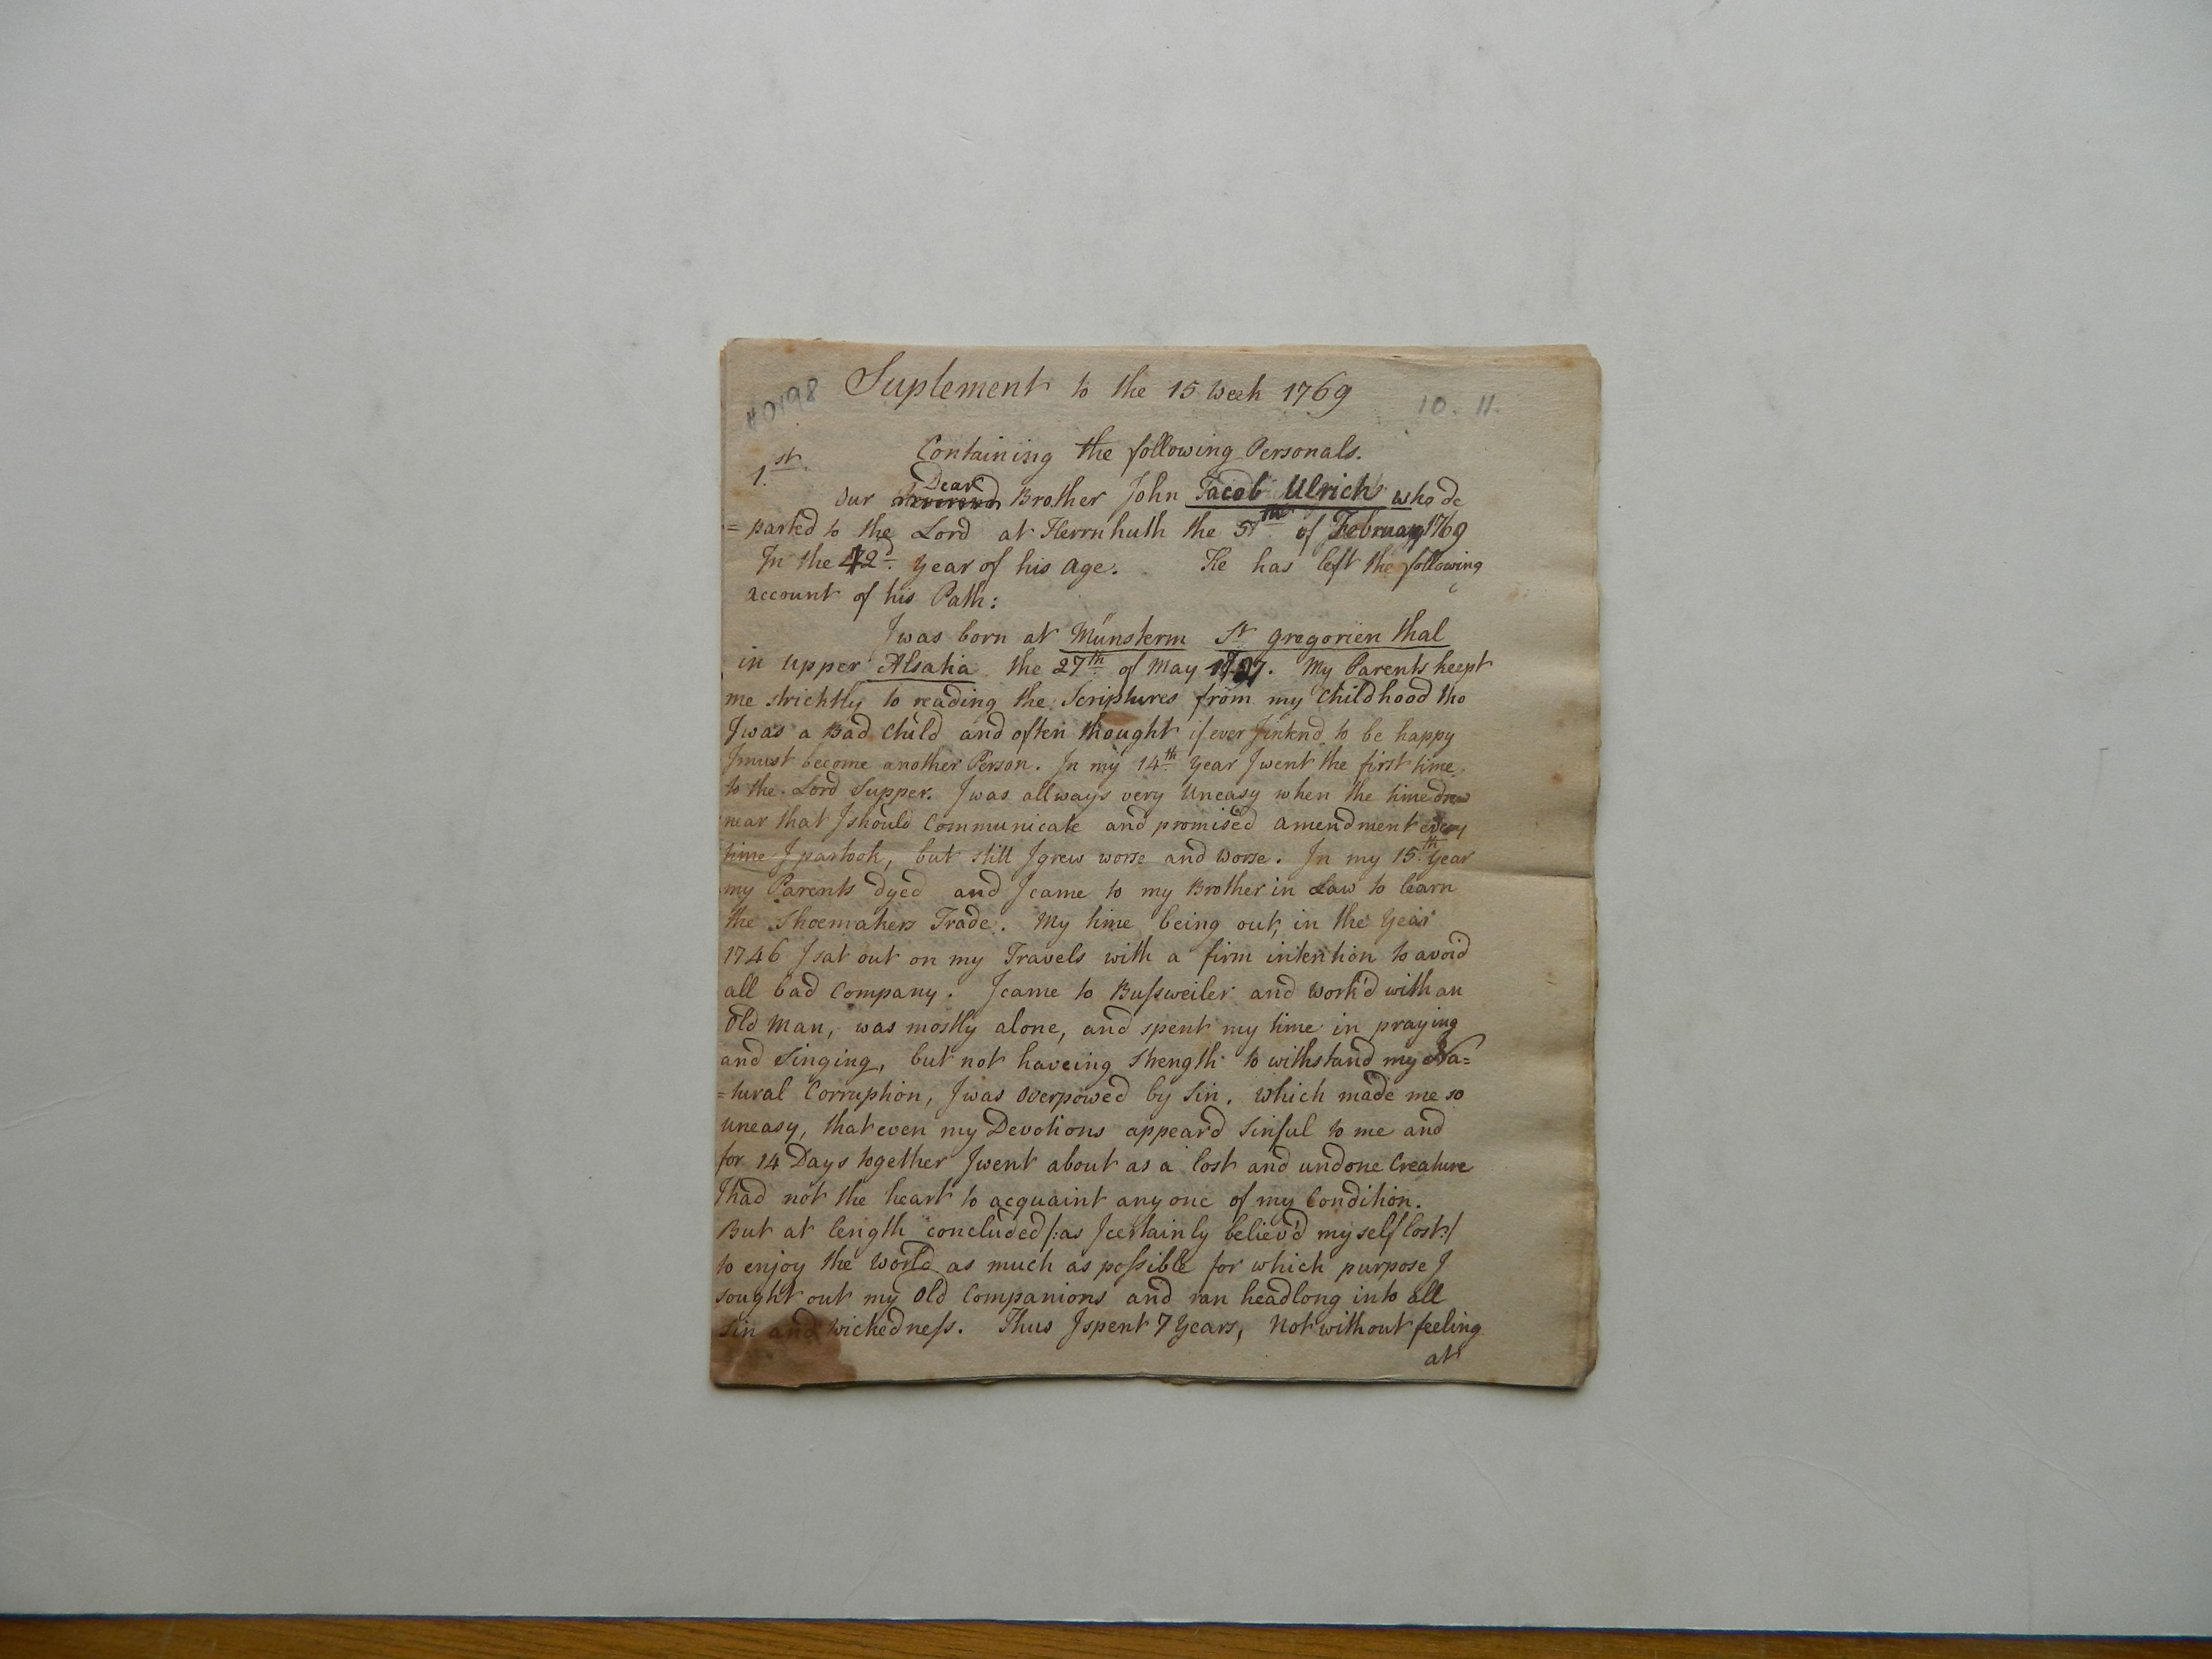 #0198
Suplement to the 15 Week 1769
10. 11.
Containing the following Personals.
1.st
Dear
Our Brother John Jacob Ulrich who de
= parted to the Lord at Herrnhuth the 5th of February 1769
In the 42d. Year of his Age. He has left the following
account of his Path:
I was born at Münsterm St gregorien thal
in upper Alsatia the 27th of May 1727. My Parents keept
me strichtly to reading the Scriptures from my Childhood tho
I was a Bad Child and often thought if ever I intend to be happy
I must become another Person. In my 14th Year I went the first time
to the Lord Supper. I was allways very Uneasy when the time drew
near that I should Communicate and promised amendment every
time I partook, but still I grew worse and worse. In my 15th Year
my Parents dyed and I came to my Brother in Law to learn
the Shoemakers Trade. My time being out, in the Year
1746 I sat out on my Travels with a firm intention to avoid
all bad Company. I came to Bussweiler and Work'd with an
Old Man, was mostly alone, and spent my time in praying
and Singing, but not haveing Strength to withstand my Na=
=tural Corruption, I was Overpowed by Sin, which made me so
uneasy, that even my Devotions appeard Sinful to me and
for 14 Days together I went about as a lost and undone Creature
I had not the heart to acquaint any one of my Condition.
But at length concluded /:as I certainly believ'd myself lost:/
to enjoy the World as much as possible for which purpose I
sought out my Old Companions and ran headlong into all
Sin and Wickedness. Thus I spent 7 Years, Not without feeling
at